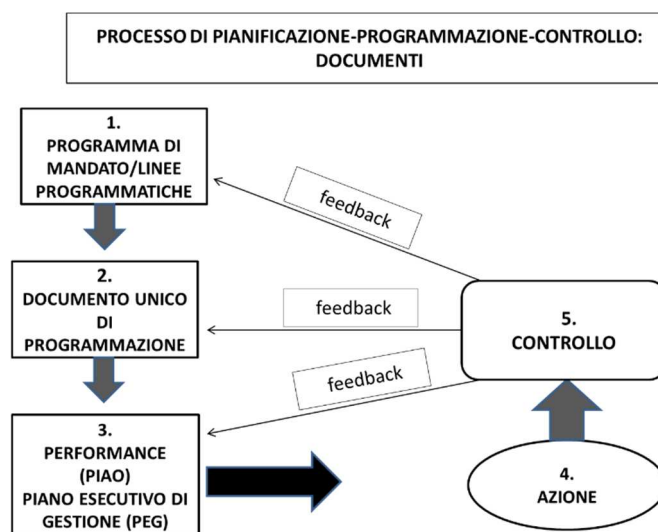 PROCESSO DI PIANIFICAZIONE-PROGRAMMAZIONE-CONTROLLO:
DOCUMENTI
1.
PROGRAMMA DI
MANDATO/LINEE
PROGRAMMATICHE
feedback
2.
DOCUMENTO UNICO
DI
PROGRAMMAZIONE
feedback
5.
CONTROLLO
feedback
3.
PERFORMANCE
(PIAO)
PIANO ESECUTIVO DI
GESTIONE (PEG)
4.
AZIONE